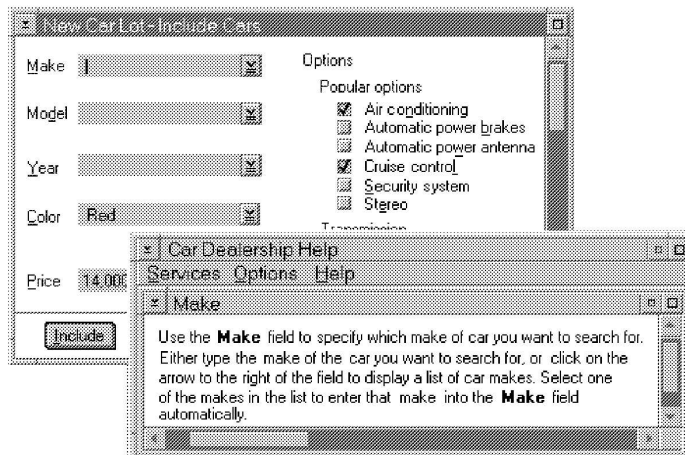 New Car Lot - Include Cars
Make
Model
Year
Color Red
Price 14,000
Include
Options
Popular options
Air conditioning
Automatic power brakes
Automatic power antenna
Cruise control
Security system
Stereo
Transmission
Car Dealership Help
Services Options Help
Make
Use the Make field to specify which make of car you want to search for.
Either type the make of the car you want to search for, or click on the
arrow to the right of the field to display a list of car makes. Select one
of the makes in the list to enter that make into the Make field
automatically.